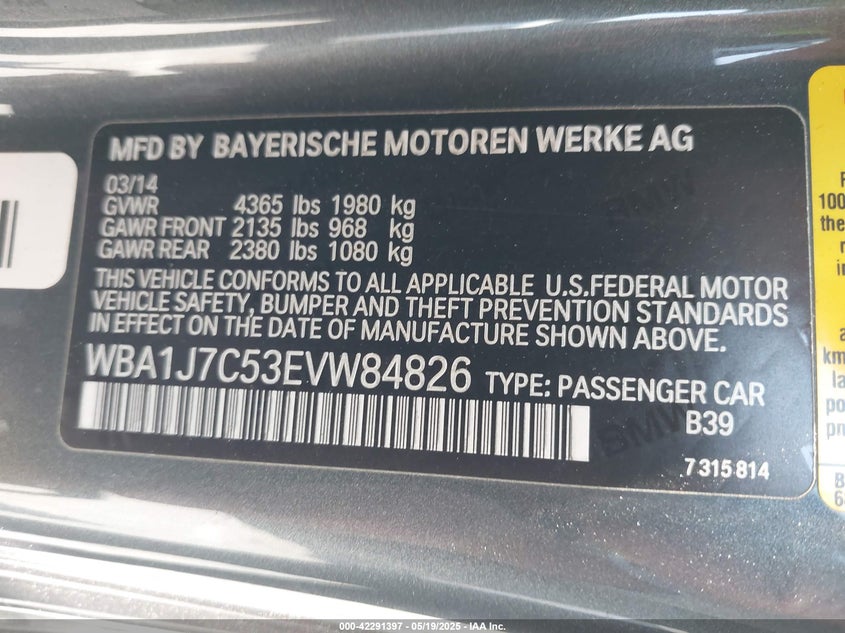 MFD BY BAYERISCHE MOTOREN WERKE AG
03/14
GVWR 4365 lbs 1980 kg
GAWR FRONT 2135 lbs 968 kg
GAWR REAR 2380 lbs 1080 kg
THIS VEHICLE CONFORMS TO ALL APPLICABLE U.S.FEDERAL MOTOR
VEHICLE SAFETY, BUMPER AND THEFT PREVENTION STANDARDS
IN EFFECT ON THE DATE OF MANUFACTURE SHOWN ABOVE.
WBA1J7C53EVW84826 TYPE: PASSENGER CAR
B39
7 315 814
000-42291397 - 05/19/2025 - IAA Inc.